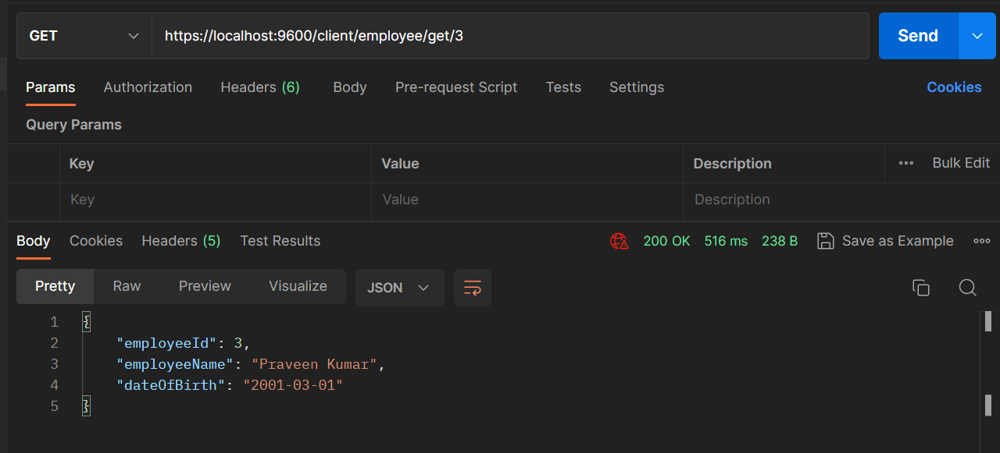 GET https://localhost:9600/client/employee/get/3 Send
Params Authorization Headers (6) Body Pre-request Script Tests Settings Cookies
Query Params
Key Value Description Bulk Edit
Key Value Description
Body Cookies Headers (5) Test Results 200 OK 516 ms 238 B Save as Example
Pretty Raw Preview Visualize JSON
1 {
2 "employeeId": 3,
3 "employeeName": "Praveen Kumar",
4 "dateOfBirth": "2001-03-01"
5 }